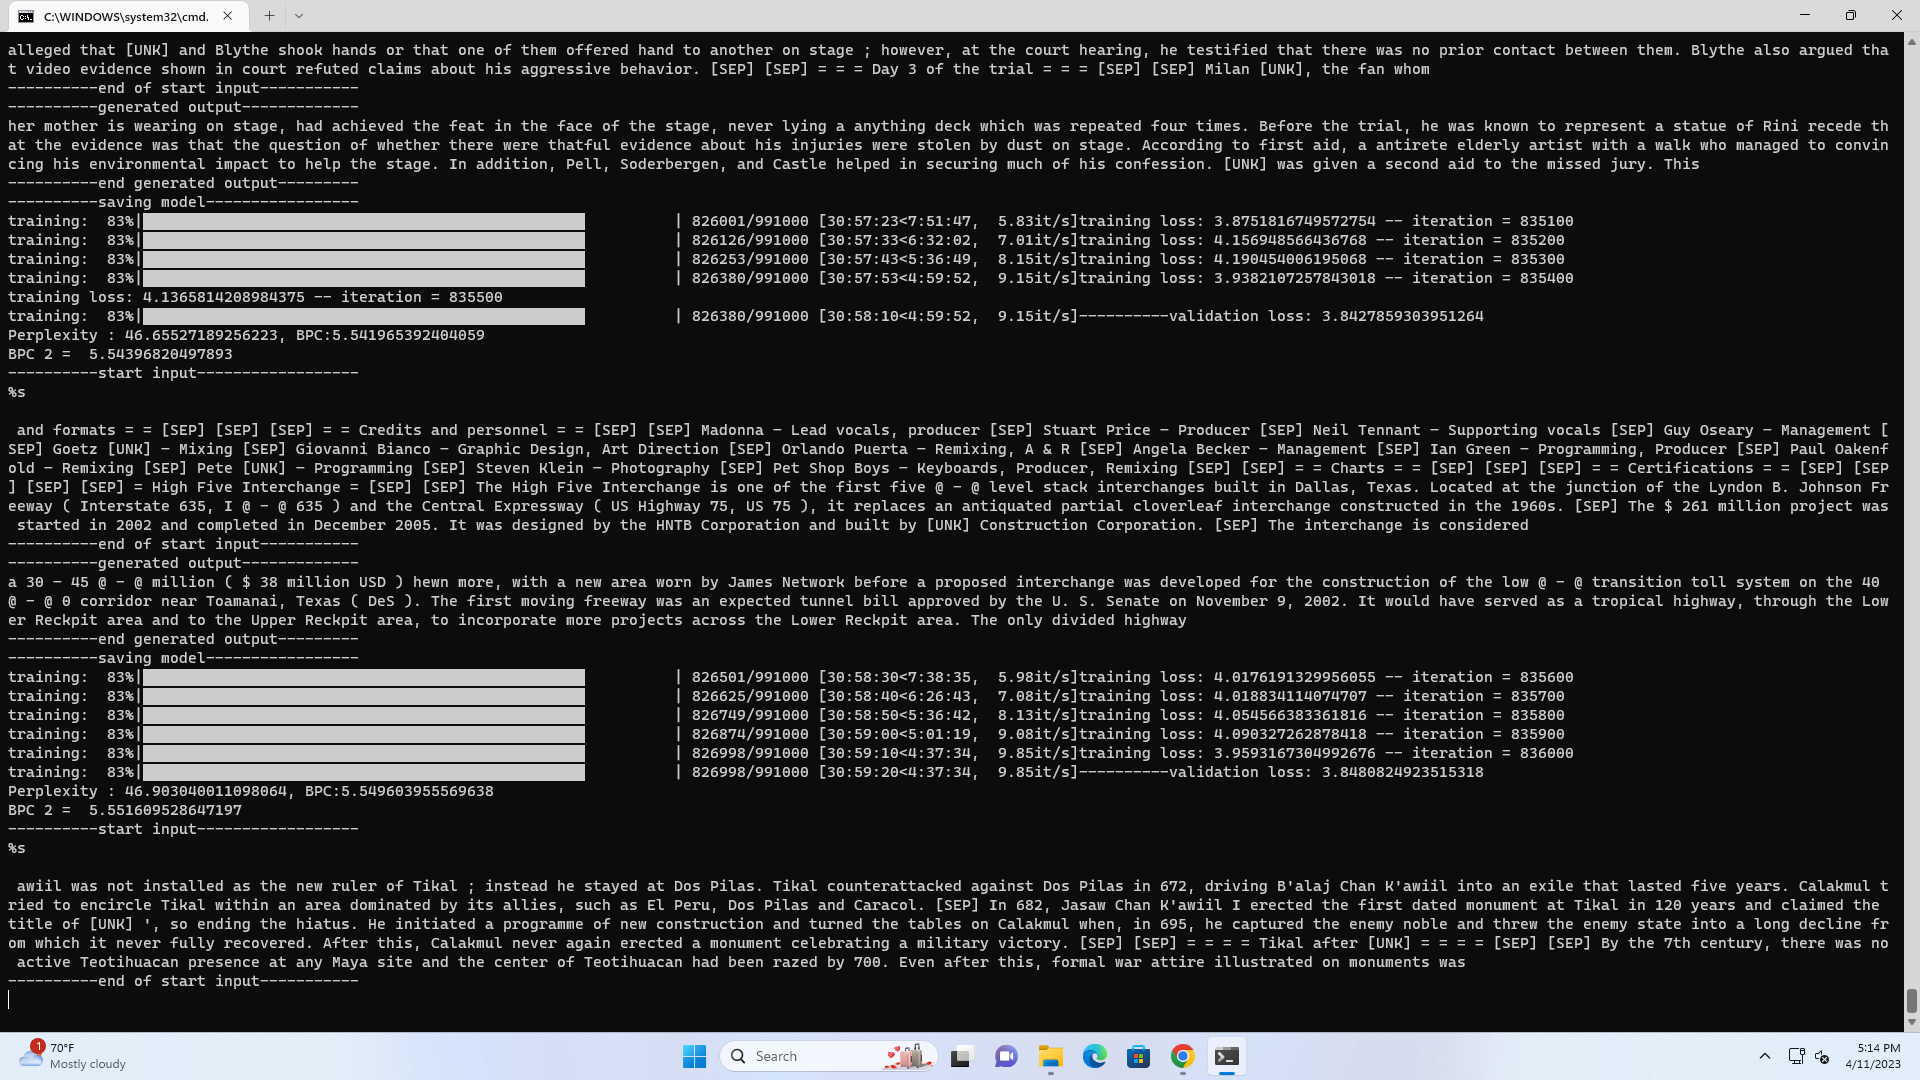 C:\WINDOWS\system32\cmd.
alleged that [UNK] and Blythe shook hands or that one of them offered hand to another on stage ; however, at the court hearing, he testified that there was no prior contact between them. Blythe also argued tha
t video evidence shown in court refuted claims about his aggressive behavior. [SEP] [SEP] = = = Day 3 of the trial = = = [SEP] [SEP] Milan [UNK], the fan whom
----------end of start input-----------
----------generated output-------------
her mother is wearing on stage, had achieved the feat in the face of the stage, never lying a anything deck which was repeated four times. Before the trial, he was known to represent a statue of Rini recede th
at the evidence was that the question of whether there were thatful evidence about his injuries were stolen by dust on stage. According to first aid, a antirete elderly artist with a walk who managed to convin
cing his environmental impact to help the stage. In addition, Pell, Soderbergen, and Castle helped in securing much of his confession. [UNK] was given a second aid to the missed jury. This
----------end generated output---------
----------saving model-----------------
training:  83%| | 826001/991000 [30:57:23<7:51:47,  5.83it/s]training loss: 3.8751816749572754 -- iteration = 835100
training:  83%| | 826126/991000 [30:57:33<6:32:02,  7.01it/s]training loss: 4.156948566436768 -- iteration = 835200
training:  83%| | 826253/991000 [30:57:43<5:36:49,  8.15it/s]training loss: 4.190454006195068 -- iteration = 835300
training:  83%| | 826380/991000 [30:57:53<4:59:52,  9.15it/s]training loss: 3.9382107257843018 -- iteration = 835400
training loss: 4.1365814208984375 -- iteration = 835500
training:  83%| | 826380/991000 [30:58:10<4:59:52,  9.15it/s]----------validation loss: 3.8427859303951264
Perplexity : 46.65527189256223, BPC:5.541965392404059
BPC 2 =  5.54396820497893
----------start input------------------
%s
and formats = = [SEP] [SEP] [SEP] = = Credits and personnel = = [SEP] [SEP] Madonna – Lead vocals, producer [SEP] Stuart Price – Producer [SEP] Neil Tennant – Supporting vocals [SEP] Guy Oseary – Management [
SEP] Goetz [UNK] – Mixing [SEP] Giovanni Bianco – Graphic Design, Art Direction [SEP] Orlando Puerta – Remixing, A & R [SEP] Angela Becker – Management [SEP] Ian Green – Programming, Producer [SEP] Paul Oakenf
old – Remixing [SEP] Pete [UNK] – Programming [SEP] Steven Klein – Photography [SEP] Pet Shop Boys – Keyboards, Producer, Remixing [SEP] [SEP] = = Charts = = [SEP] [SEP] [SEP] = = Certifications = = [SEP] [SEP
] [SEP] [SEP] = High Five Interchange = [SEP] [SEP] The High Five Interchange is one of the first five @ - @ level stack interchanges built in Dallas, Texas. Located at the junction of the Lyndon B. Johnson Fr
eeway ( Interstate 635, I @ - @ 635 ) and the Central Expressway ( US Highway 75, US 75 ), it replaces an antiquated partial cloverleaf interchange constructed in the 1960s. [SEP] The $ 261 million project was
started in 2002 and completed in December 2005. It was designed by the HNTB Corporation and built by [UNK] Construction Corporation. [SEP] The interchange is considered
----------end of start input-----------
----------generated output-------------
a 30 – 45 @ - @ million ( $ 38 million USD ) hewn more, with a new area worn by James Network before a proposed interchange was developed for the construction of the low @ - @ transition toll system on the 40
@ - @ 0 corridor near Toamanai, Texas ( DeS ). The first moving freeway was an expected tunnel bill approved by the U. S. Senate on November 9, 2002. It would have served as a tropical highway, through the Low
er Reckpit area and to the Upper Reckpit area, to incorporate more projects across the Lower Reckpit area. The only divided highway
----------end generated output---------
----------saving model-----------------
training:  83%| | 826501/991000 [30:58:30<7:38:35,  5.98it/s]training loss: 4.0176191329956055 -- iteration = 835600
training:  83%| | 826625/991000 [30:58:40<6:26:43,  7.08it/s]training loss: 4.018834114074707 -- iteration = 835700
training:  83%| | 826749/991000 [30:58:50<5:36:42,  8.13it/s]training loss: 4.054566383361816 -- iteration = 835800
training:  83%| | 826874/991000 [30:59:00<5:01:19,  9.08it/s]training loss: 4.090327262878418 -- iteration = 835900
training:  83%| | 826998/991000 [30:59:10<4:37:34,  9.85it/s]training loss: 3.9593167304992676 -- iteration = 836000
training:  83%| | 826998/991000 [30:59:20<4:37:34,  9.85it/s]----------validation loss: 3.8480824923515318
Perplexity : 46.903040011098064, BPC:5.549603955569638
BPC 2 =  5.551609528647197
----------start input------------------
%s
awiil was not installed as the new ruler of Tikal ; instead he stayed at Dos Pilas. Tikal counterattacked against Dos Pilas in 672, driving B'alaj Chan K'awiil into an exile that lasted five years. Calakmul t
ried to encircle Tikal within an area dominated by its allies, such as El Peru, Dos Pilas and Caracol. [SEP] In 682, Jasaw Chan K'awiil I erected the first dated monument at Tikal in 120 years and claimed the
title of [UNK] ', so ending the hiatus. He initiated a programme of new construction and turned the tables on Calakmul when, in 695, he captured the enemy noble and threw the enemy state into a long decline fr
om which it never fully recovered. After this, Calakmul never again erected a monument celebrating a military victory. [SEP] [SEP] = = = = Tikal after [UNK] = = = = [SEP] [SEP] By the 7th century, there was no
active Teotihuacan presence at any Maya site and the center of Teotihuacan had been razed by 700. Even after this, formal war attire illustrated on monuments was
----------end of start input-----------
1
70°F
Mostly cloudy
Search
5:14 PM
4/11/2023